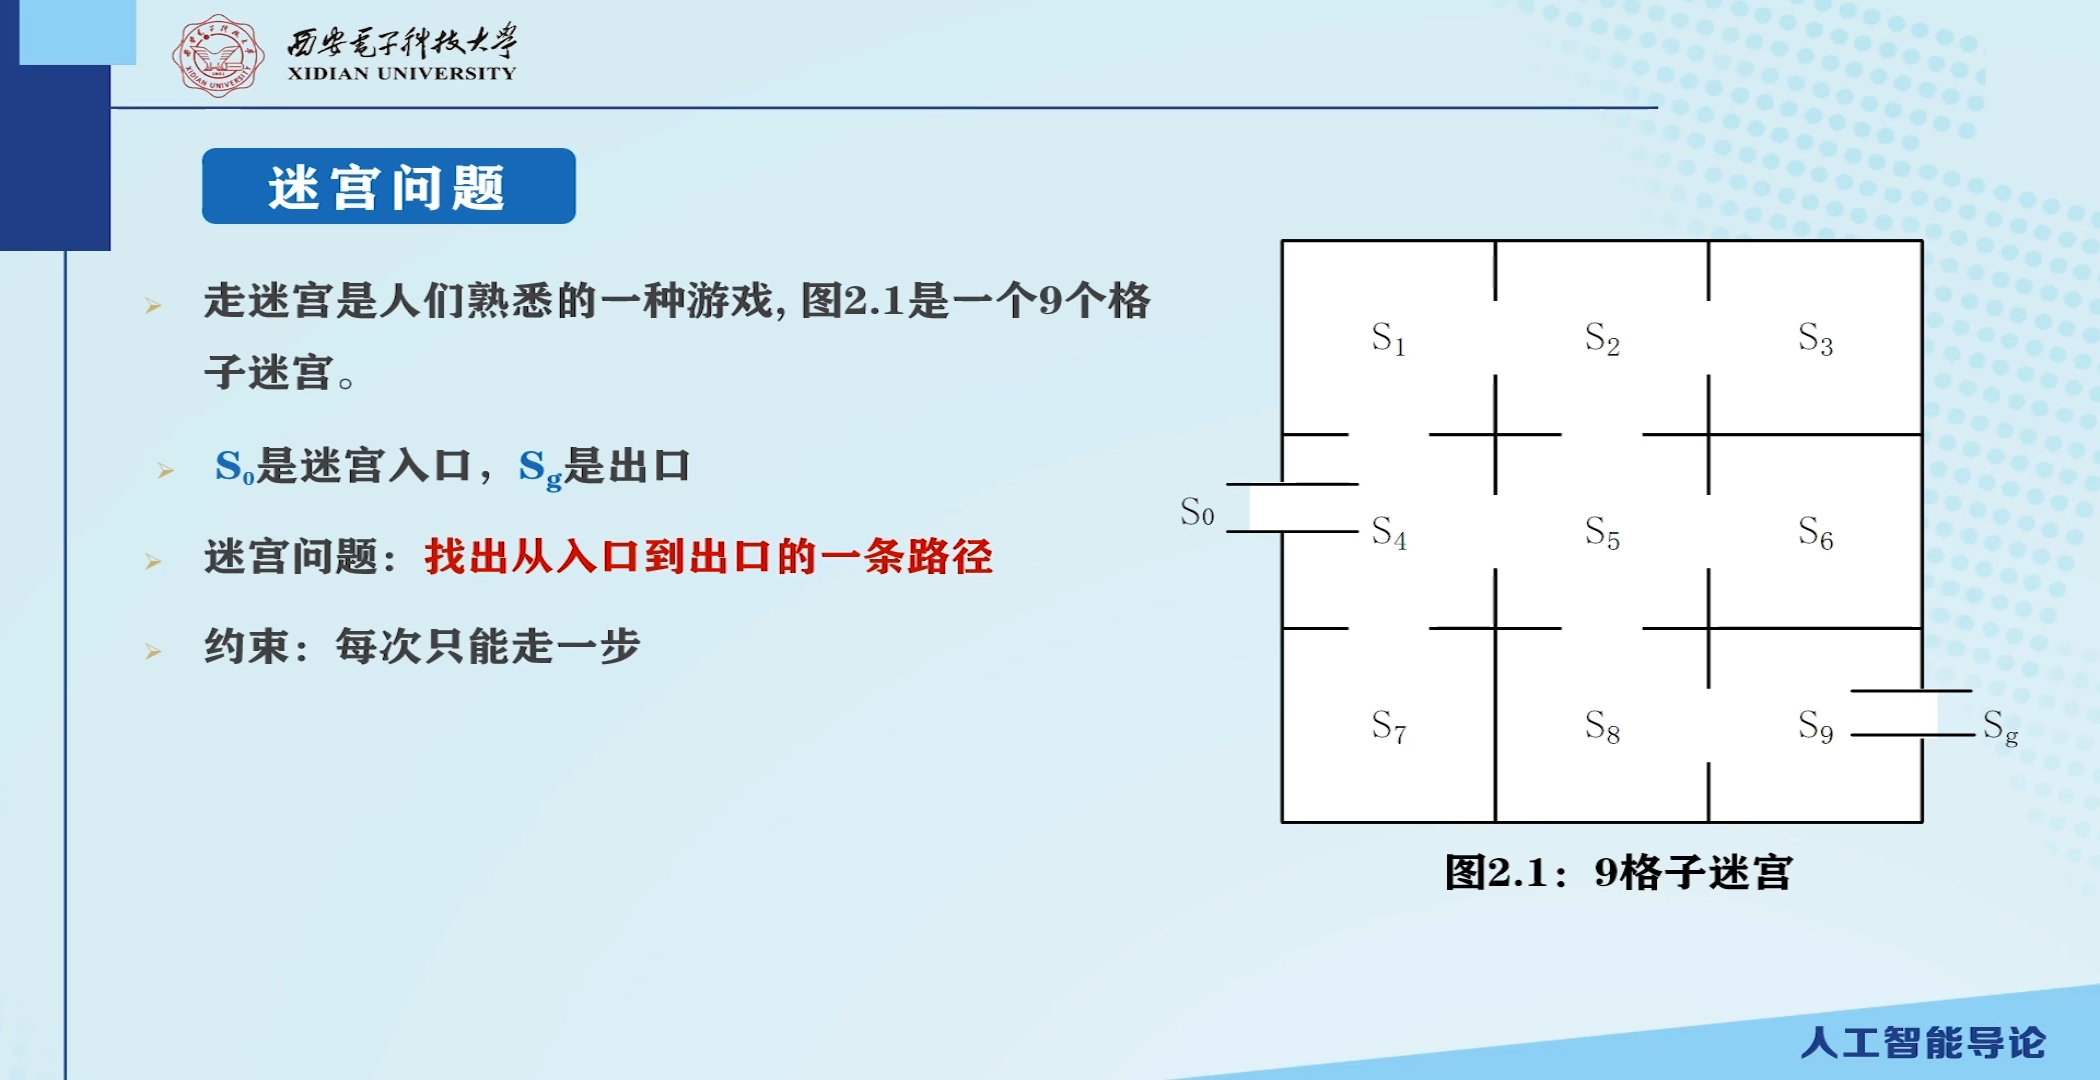 西安电子科技大学
XIDIAN UNIVERSITY
迷宫问题
走迷宫是人们熟悉的一种游戏, 图2.1是一个9个格
子迷宫。
S₀是迷宫入口，Sg是出口
迷宫问题：找出从入口到出口的一条路径
约束：每次只能走一步
S₁ S₂ S₃
S₀ S₄ S₅ S₆
S₇ S₈ S₉ Sg
图2.1：9格子迷宫
人工智能导论